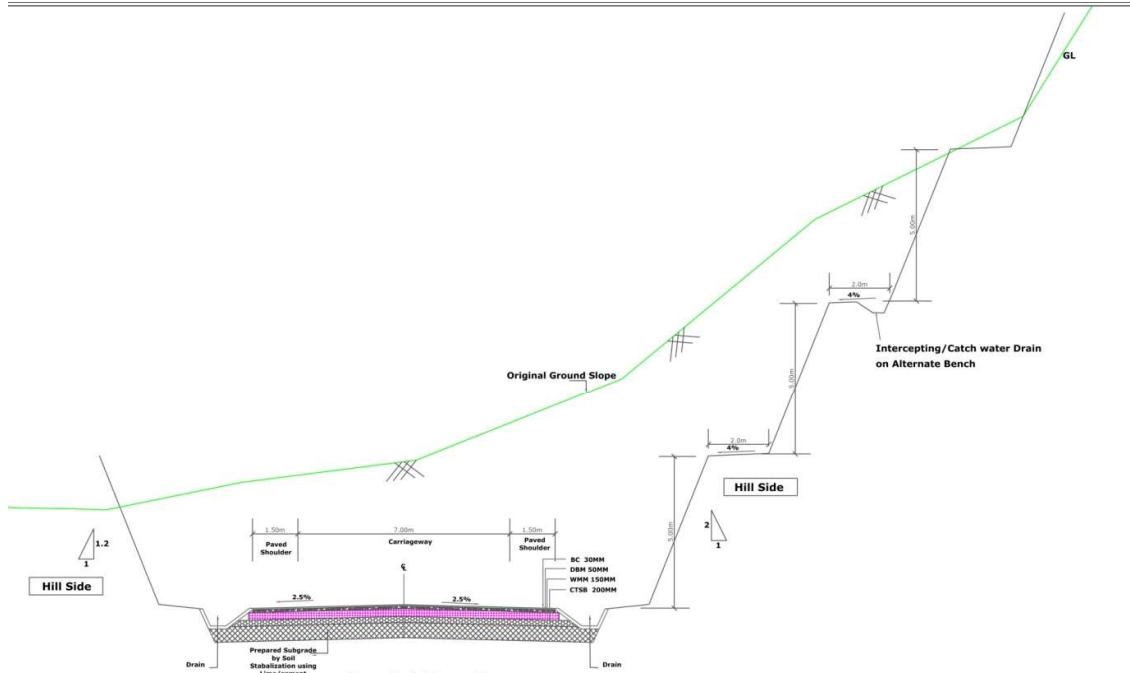 GL
5.00m
2.0m
4%
Intercepting/Catch water Drain
on Alternate Bench
Original Ground Slope
5.00m
2.0m
4%
Hill Side
2
1
5.00m
1.50m
7.00m
1.50m
Paved
Shoulder
Carriageway
Paved
Shoulder
1.2
1
Hill Side
BC 30MM
DBM 50MM
WMM 150MM
CTSB 200MM
2.5%
2.5%
Prepared Subgrade
by Soil
Stabalization using
Drain
Drain